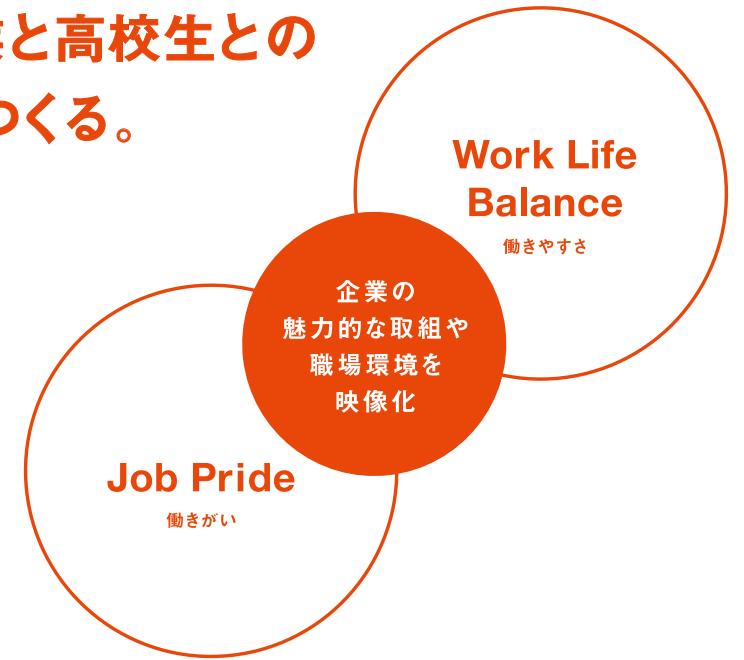 と高校生との
つくる。
Work Life
Balance
働きやすさ
企業の
魅力的な取組や
職場環境を
映像化
Job Pride
働きがい